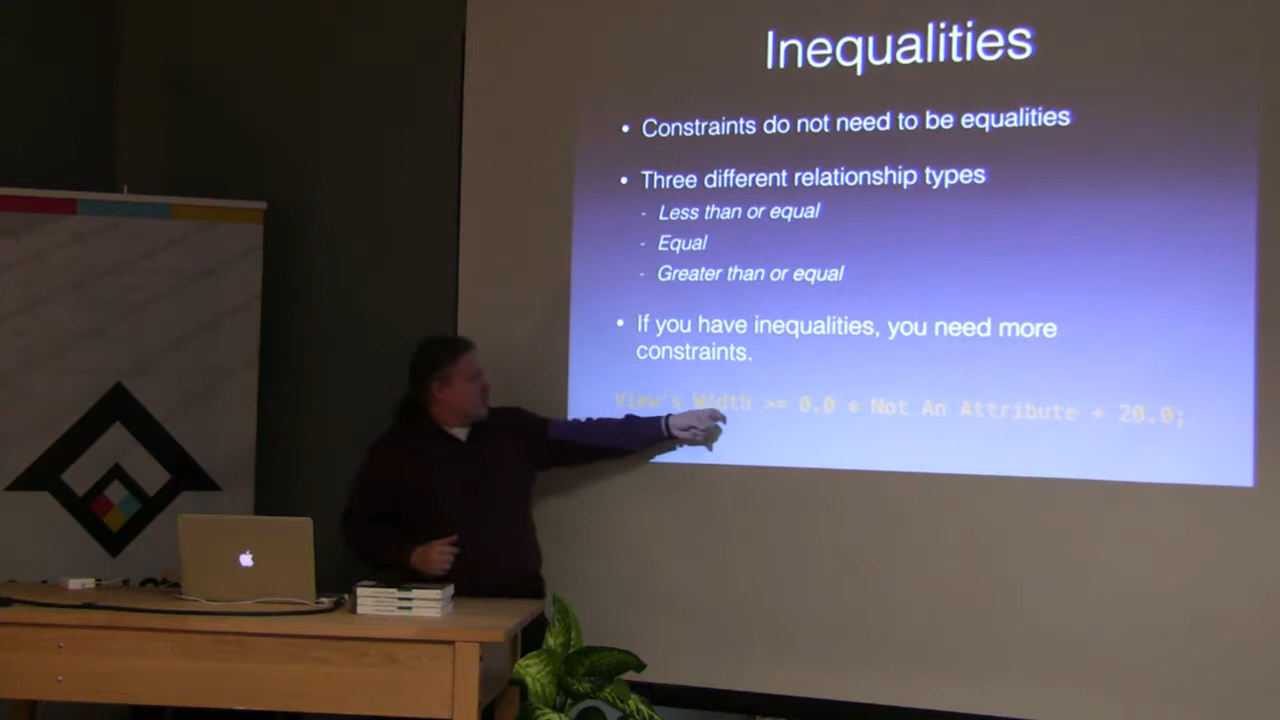 Inequalities
• Constraints do not need to be equalities
• Three different relationship types
- Less than or equal
- Equal
- Greater than or equal
• If you have inequalities, you need more
constraints.
View's Width >= 0.0 * Not An Attribute + 20.0;